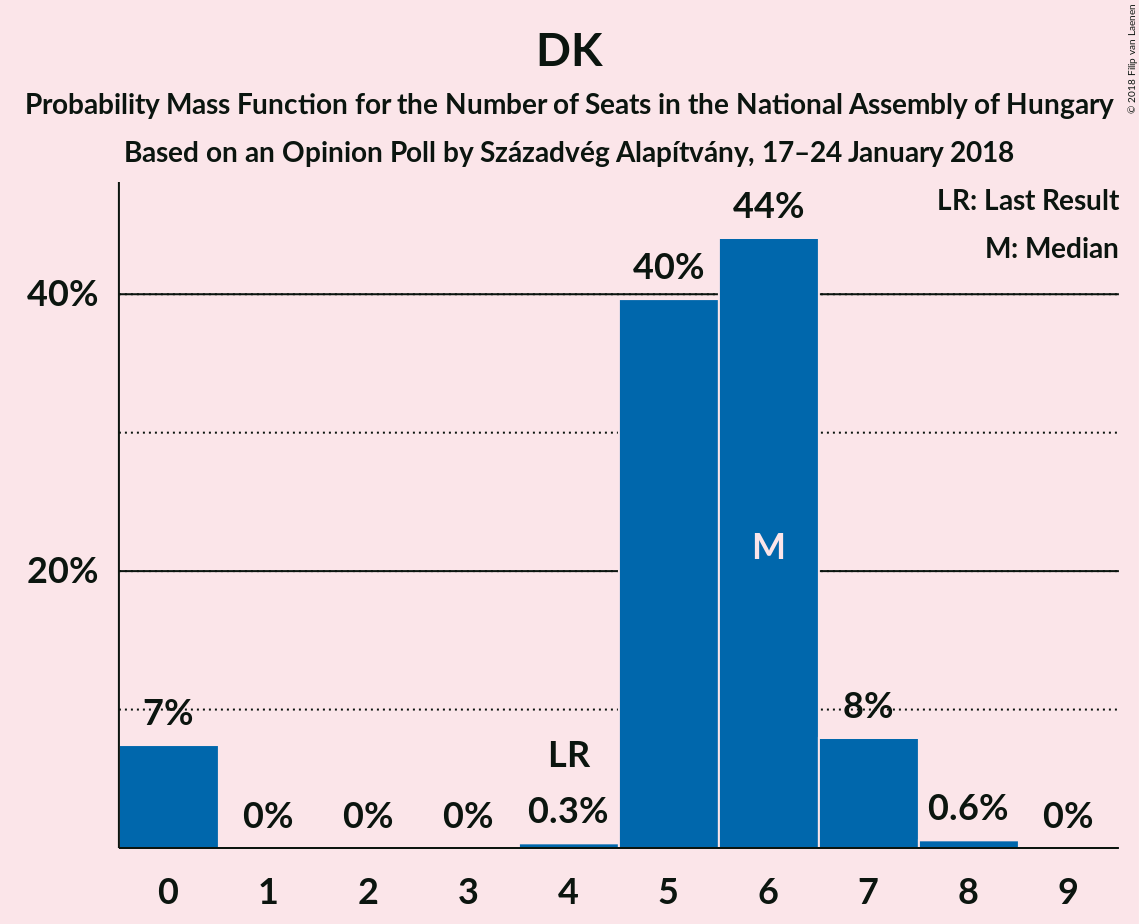 DK
Probability Mass Function for the Number of Seats in the National Assembly of Hungary
Based on an Opinion Poll by Századvég Alapítvány, 17–24 January 2018
© 2018 Filip van Laenen
LR: Last Result
M: Median
44%
40%
40%
M
20%
7%
8%
LR
0% 0% 0% 0.3% 0.6% 0%
0 1 2 3 4 5 6 7 8 9